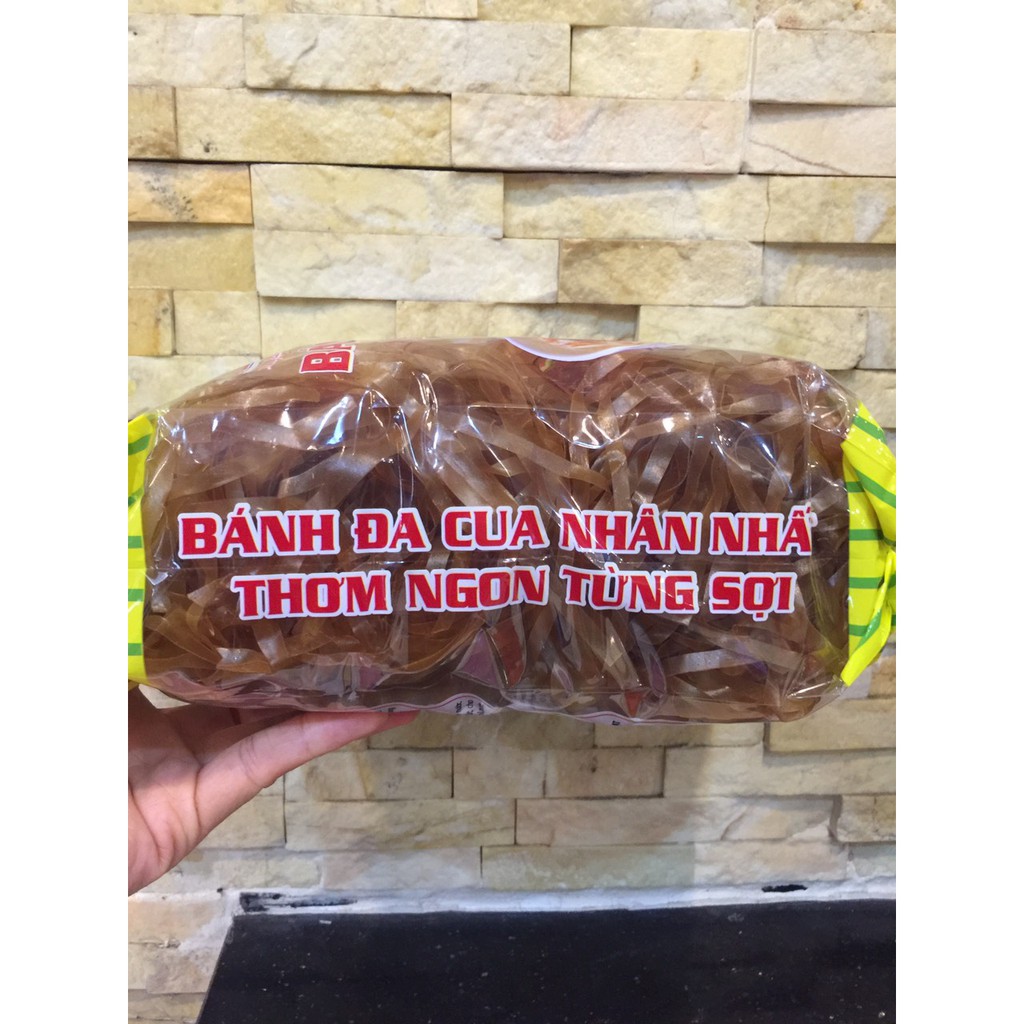 BÁNH ĐA CUA NHÂN NHẤ
THƠM NGON TỪNG SỢI